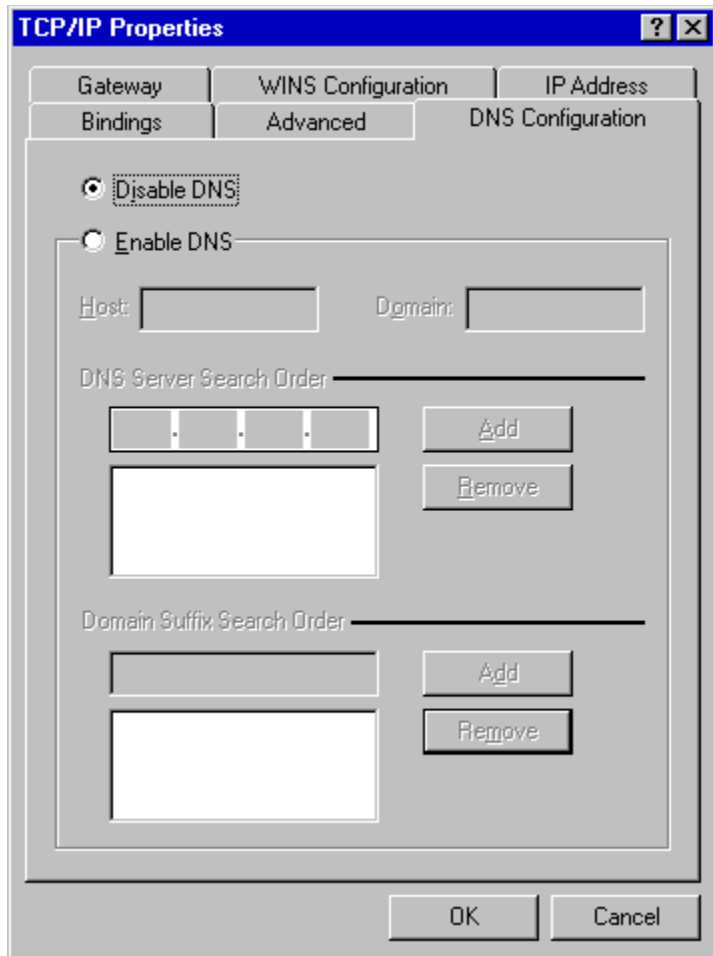 TCP/IP Properties
Gateway WINS Configuration IP Address
Bindings Advanced DNS Configuration
Disable DNS
Enable DNS
Host: Domain:
DNS Server Search Order
Add
Remove
Domain Suffix Search Order
Add
Remove
OK Cancel